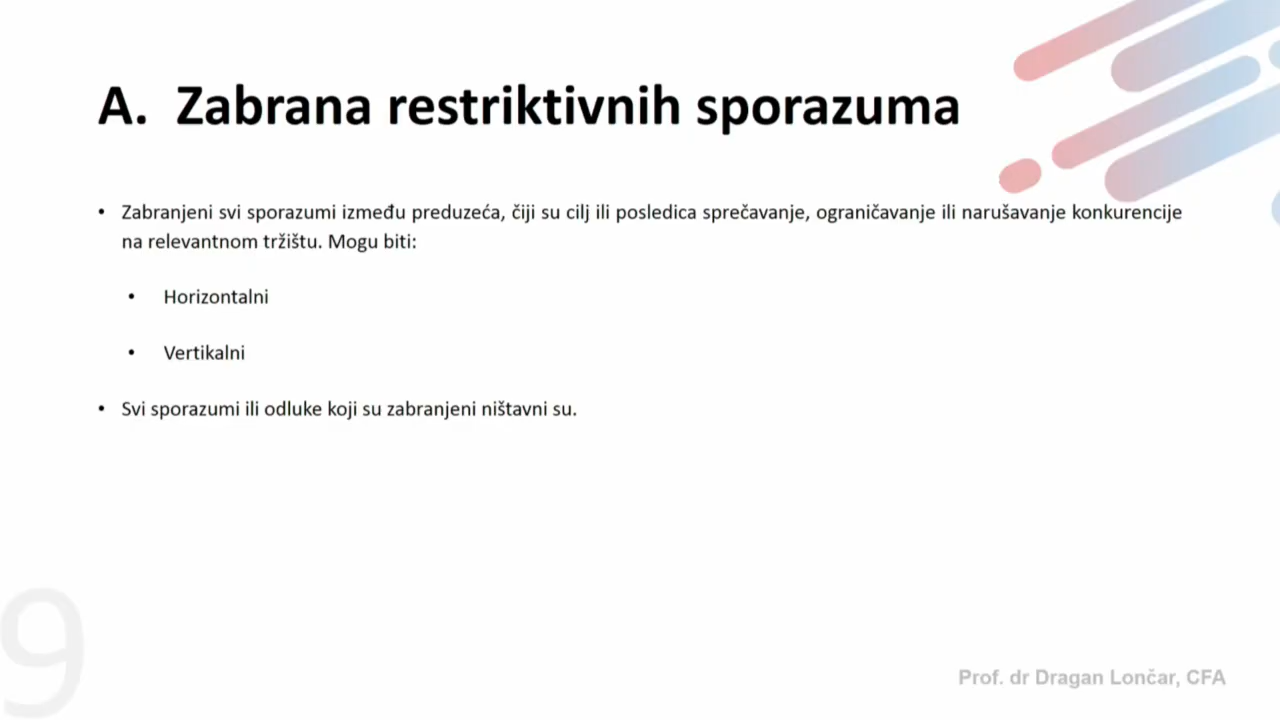 A. Zabrana restriktivnih sporazuma
• Zabranjeni svi sporazumi između preduzeća, čiji su cilj ili posledica sprečavanje, ograničavanje ili narušavanje konkurencije
na relevantnom tržištu. Mogu biti:
• Horizontalni
• Vertikalni
• Svi sporazumi ili odluke koji su zabranjeni ništavni su.
9
Prof. dr Dragan Lončar, CFA